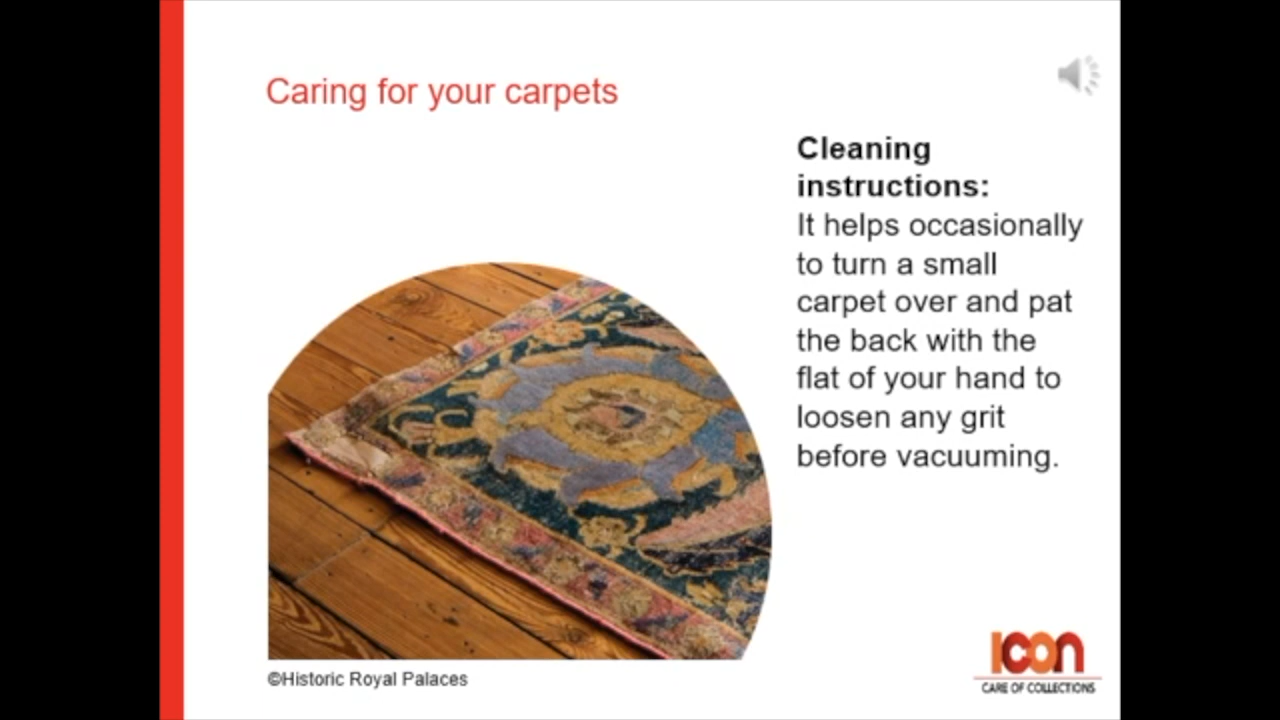 Caring for your carpets
Cleaning
instructions:
It helps occasionally
to turn a small
carpet over and pat
the back with the
flat of your hand to
loosen any grit
before vacuuming.
©Historic Royal Palaces
Icon
CARE OF COLLECTIONS